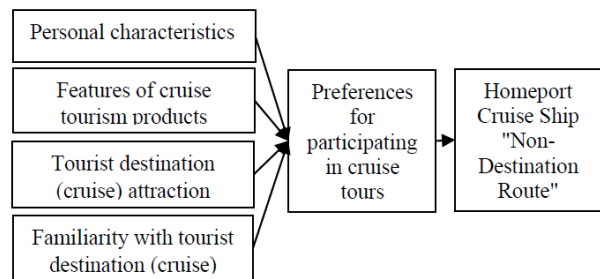 Personal characteristics
Features of cruise
tourism products
Tourist destination
(cruise) attraction
Familiarity with tourist
destination (cruise)
Preferences
for
participating
in cruise
tours
Homeport
Cruise Ship
"Non-
Destination
Route"